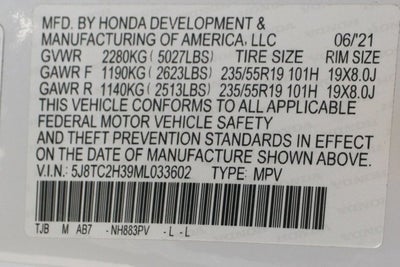 MFD. BY HONDA DEVELOPMENT &
MANUFACTURING OF AMERICA, LLC 06/'21
GVWR 2280KG (5027LBS) TIRE SIZE RIM SIZE
GAWR F 1190KG (2623LBS) 235/55R19 101H 19X8.0J
GAWR R 1140KG (2513LBS) 235/55R19 101H 19X8.0J
THIS VEHICLE CONFORMS TO ALL APPLICABLE
FEDERAL MOTOR VEHICLE SAFETY
AND THEFT PREVENTION STANDARDS IN EFFECT
ON THE DATE OF MANUFACTURE SHOWN ABOVE.
V.I.N.: 5J8TC2H39ML033602 TYPE: MPV
TJB M AB7 - NH883PV - L - L